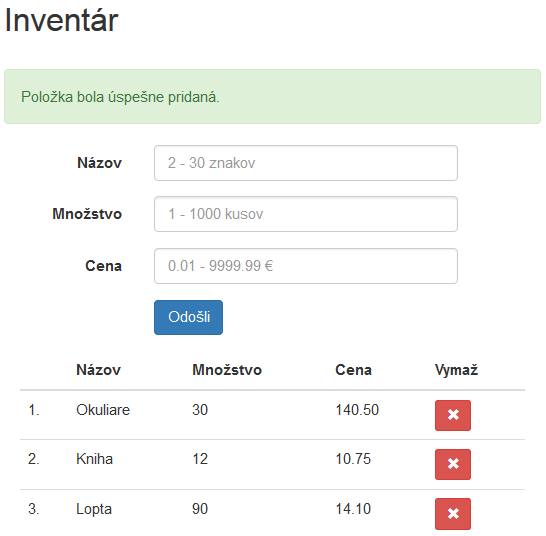 Inventár
Položka bola úspešne pridaná.
Názov 2 - 30 znakov
Množstvo 1 - 1000 kusov
Cena 0.01 - 9999.99 €
Odošli
Názov Množstvo Cena Vymaž
1. Okuliare 30 140.50
2. Kniha 12 10.75
3. Lopta 90 14.10